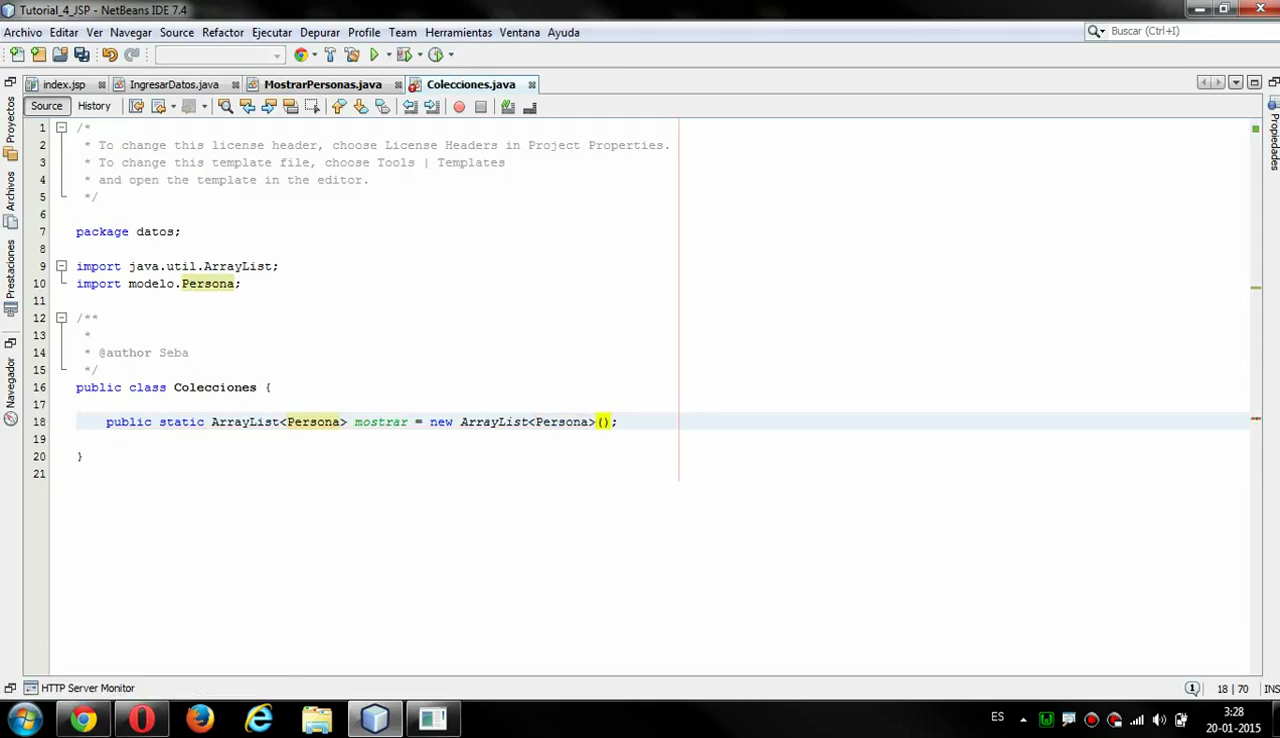 Tutorial_4_JSP - NetBeans IDE 7.4
Archivo Editar Ver Navegar Source Refactor Ejecutar Depurar Profile Team Herramientas Ventana Ayuda
Buscar (Ctrl+I)
index.jsp IngresarDatos.java MostrarPersonas.java Colecciones.java
Source History
Proyectos
Archivos
Prestaciones
Navegador
Propiedades
1 /*
2 * To change this license header, choose License Headers in Project Properties.
3 * To change this template file, choose Tools | Templates
4 * and open the template in the editor.
5 */
6
7 package datos;
8
9 import java.util.ArrayList;
10 import modelo.Persona;
11
12 /**
13 *
14 * @author Seba
15 */
16 public class Colecciones {
17
18 public static ArrayList<Persona> mostrar = new ArrayList<Persona>();
19
20 }
21
HTTP Server Monitor
1
18 | 70 INS
ES
3:28
20-01-2015